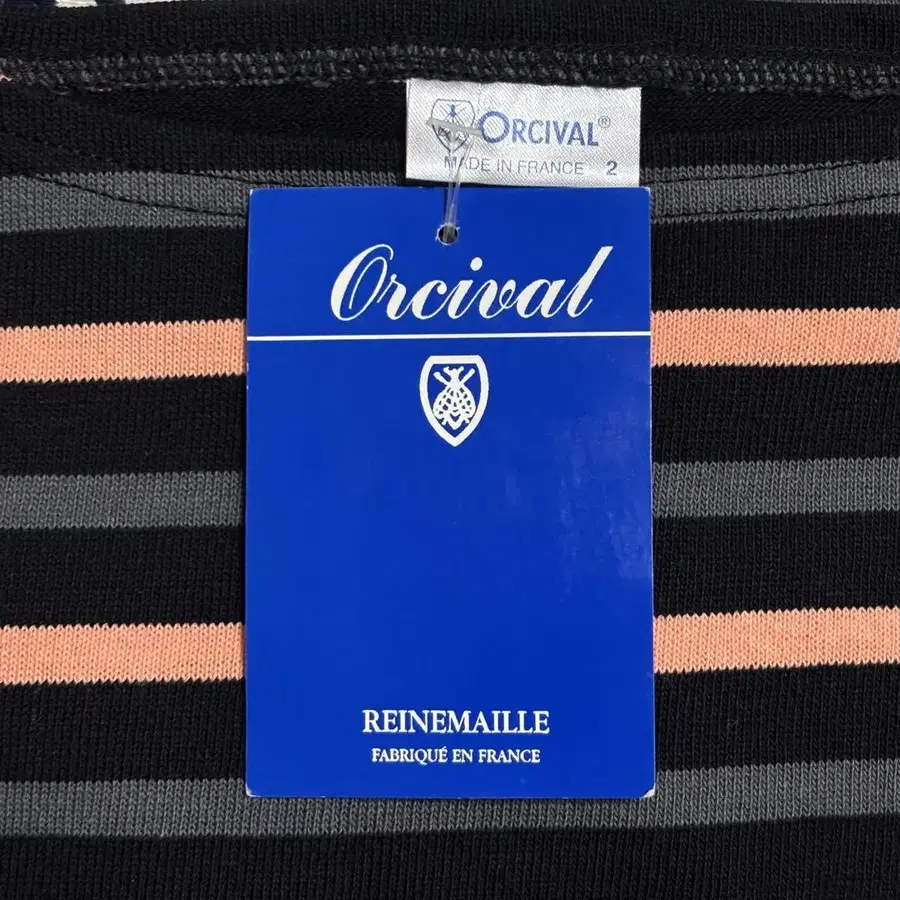 ORCIVAL®
MADE IN FRANCE 2
Orcival
REINEMAILLE
FABRIQUÉ EN FRANCE